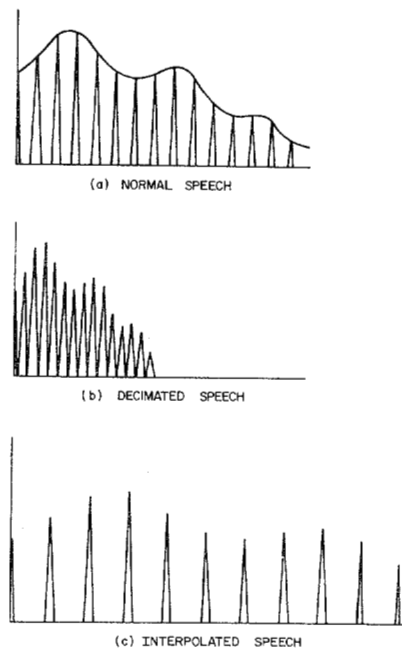 (a) NORMAL SPEECH
(b) DECIMATED SPEECH
(c) INTERPOLATED SPEECH